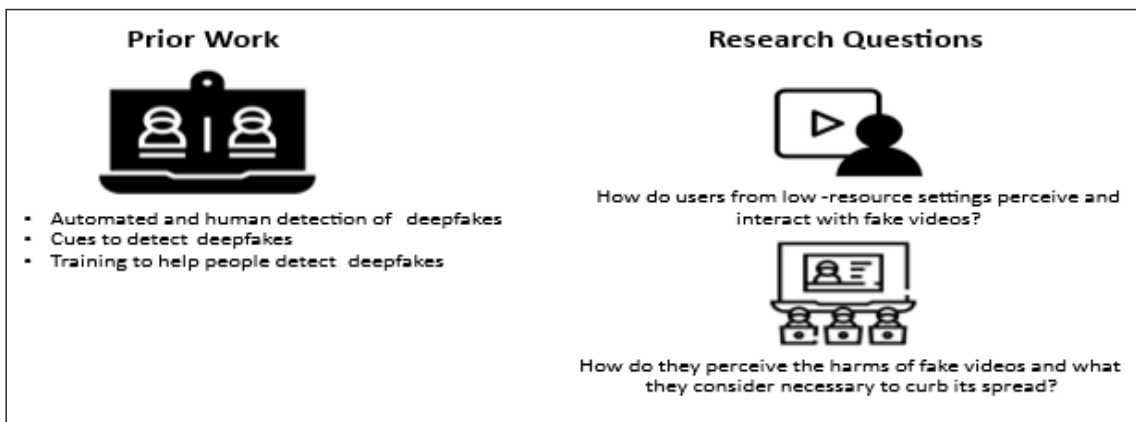 Prior Work
▪ Automated and human detection of deepfakes
▪ Cues to detect deepfakes
▪ Training to help people detect deepfakes
Research Questions
How do users from low -resource settings perceive and
interact with fake videos?
How do they perceive the harms of fake videos and what
they consider necessary to curb its spread?